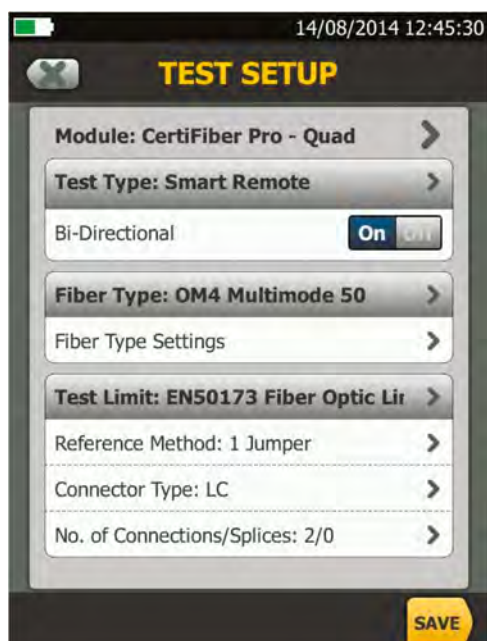 14/08/2014 12:45:30
TEST SETUP
Module: CertiFiber Pro - Quad
Test Type: Smart Remote
Bi-Directional
On Off
Fiber Type: OM4 Multimode 50
Fiber Type Settings
Test Limit: EN50173 Fiber Optic Lir
Reference Method: 1 Jumper
Connector Type: LC
No. of Connections/Splices: 2/0
SAVE